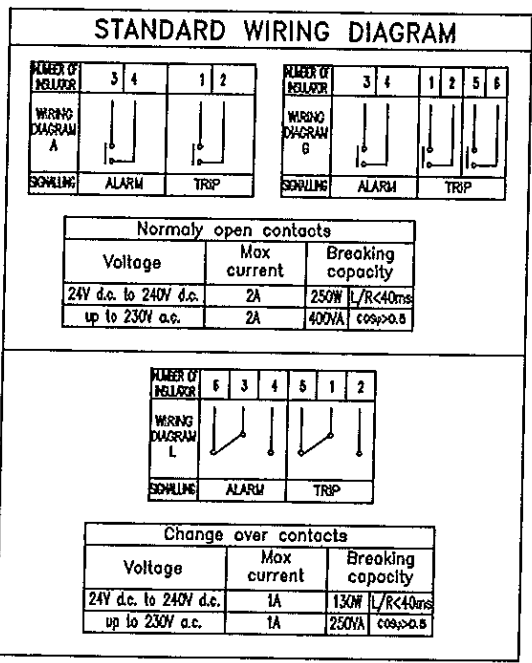 STANDARD WIRING DIAGRAM
NUMBER OF INSULATOR 3 4 1 2
WIRING DIAGRAM A
SIGNALLING ALARM TRIP
NUMBER OF INSULATOR 3 4 1 2 5 6
WIRING DIAGRAM G
SIGNALLING ALARM TRIP
Normaly open contacts
Voltage Max current Breaking capacity
24V d.c. to 240V d.c. 2A 250W L/R<40ms
up to 230V a.c. 2A 400VA cosφ>0.5
NUMBER OF INSULATOR 6 3 4 5 1 2
WIRING DIAGRAM L
SIGNALLING ALARM TRIP
Change over contacts
Voltage Max current Breaking capacity
24V d.c. to 240V d.c. 1A 130W L/R<40ms
up to 230V a.c. 1A 250VA cosφ>0.5